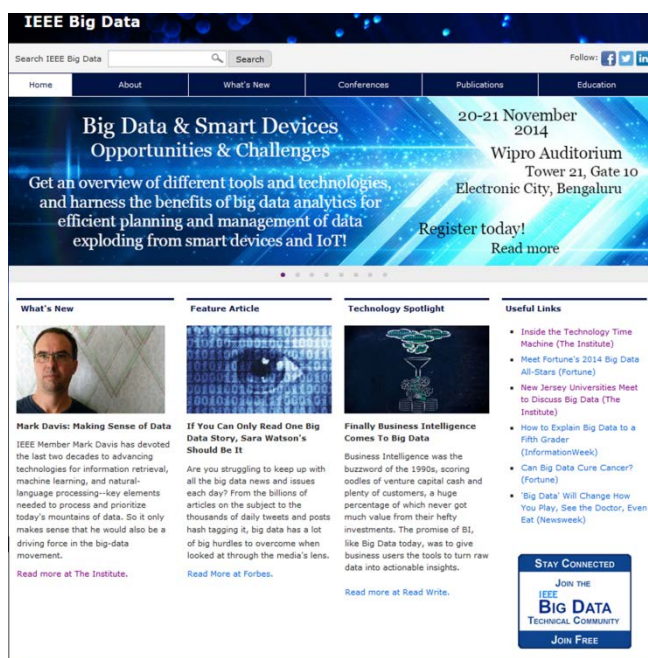 IEEE Big Data
Search IEEE Big Data
Search
Follow:
Home
About
What's New
Conferences
Publications
Education
Big Data & Smart Devices
Opportunities & Challenges
Get an overview of different tools and technologies,
and harness the benefits of big data analytics for
efficient planning and management of data
exploding from smart devices and IoT!
20-21 November
2014
Wipro Auditorium
Tower 21, Gate 10
Electronic City, Bengaluru
Register today!
Read more
What's New
Mark Davis: Making Sense of Data
IEEE Member Mark Davis has devoted
the last two decades to advancing
technologies for information retrieval,
machine learning, and natural-
language processing--key elements
needed to process and prioritize
today's mountains of data. So it only
makes sense that he would also be a
driving force in the big-data
movement.
Read more at The Institute.
Feature Article
If You Can Only Read One Big
Data Story, Sara Watson's
Should Be It
Are you struggling to keep up with
all the big data news and issues
each day? From the billions of
articles on the subject to the
thousands of daily tweets and posts
hash tagging it, big data has a lot
of big hurdles to overcome when
looked at through the media's lens.
Read More at Forbes.
Technology Spotlight
Finally Business Intelligence
Comes To Big Data
Business Intelligence was the
buzzword of the 1990s, scoring
oodles of venture capital cash and
plenty of customers, a huge
percentage of which never got
much value from their hefty
investments. The promise of BI,
like Big Data today, was to give
business users the tools to turn raw
data into actionable insights.
Read more at Read Write.
Useful Links
Inside the Technology Time
Machine (The Institute)
Meet Fortune's 2014 Big Data
All-Stars (Fortune)
New Jersey Universities Meet
to Discuss Big Data (The
Institute)
How to Explain Big Data to a
Fifth Grader
(InformationWeek)
Can Big Data Cure Cancer?
(Fortune)
'Big Data' Will Change How
You Play, See the Doctor, Even
Eat (Newsweek)
STAY CONNECTED
JOIN THE
IEEE
BIG DATA
TECHNICAL COMMUNITY
JOIN FREE